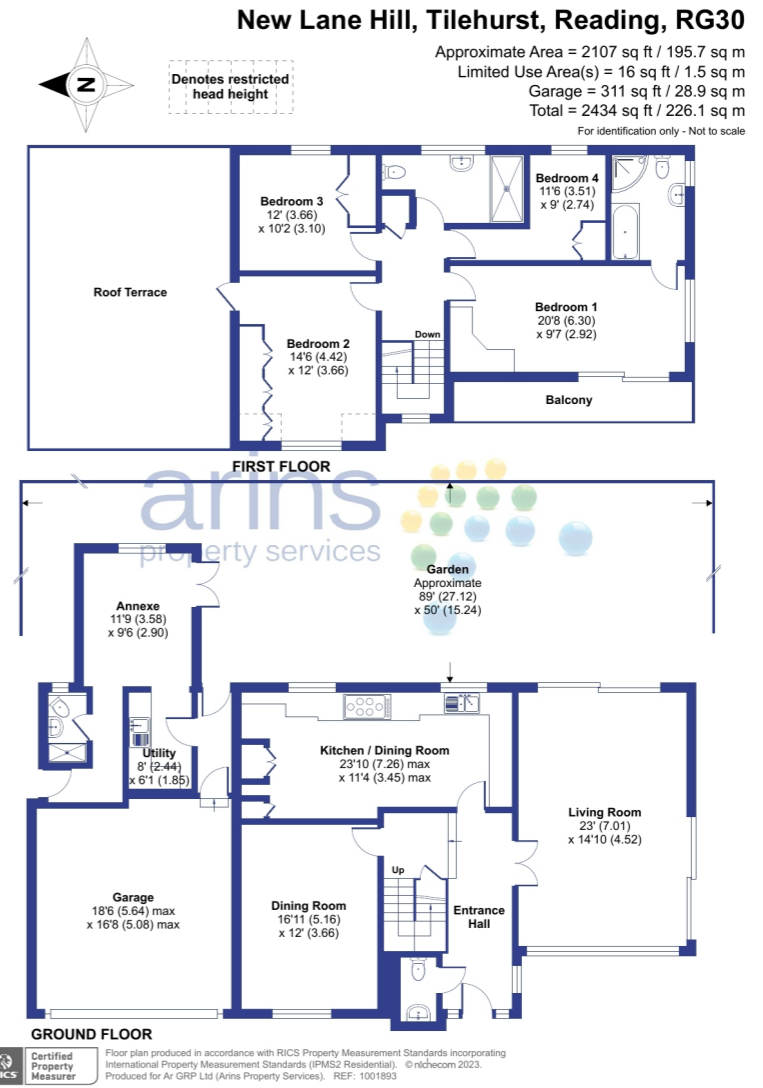 New Lane Hill, Tilehurst, Reading, RG30
Approximate Area = 2107 sq ft / 195.7 sq m
Limited Use Area(s) = 16 sq ft / 1.5 sq m
Garage = 311 sq ft / 28.9 sq m
Total = 2434 sq ft / 226.1 sq m
For identification only - Not to scale
N
Denotes restricted
head height
Bedroom 3
12' (3.66)
x 10'2 (3.10)
Bedroom 4
11'6 (3.51)
x 9' (2.74)
Roof Terrace
Bedroom 1
20'8 (6.30)
x 9'7 (2.92)
Bedroom 2
14'6 (4.42)
x 12' (3.66)
Down
Balcony
FIRST FLOOR
arins
property services
Garden
Approximate
89' (27.12)
x 50' (15.24)
Annexe
11'9 (3.58)
x 9'6 (2.90)
Utility
8' (2.44)
x 6'1 (1.85)
Kitchen / Dining Room
23'10 (7.26) max
x 11'4 (3.45) max
Living Room
23' (7.01)
x 14'10 (4.52)
Garage
18'6 (5.64) max
x 16'8 (5.08) max
Dining Room
16'11 (5.16)
x 12' (3.66)
Up
Entrance
Hall
GROUND FLOOR
RICS
Certified
Property
Measurer
Floor plan produced in accordance with RICS Property Measurement Standards incorporating
International Property Measurement Standards (IPMS2 Residential). © nichecom 2023.
Produced for Ar GRP Ltd (Arins Property Services). REF: 1001893